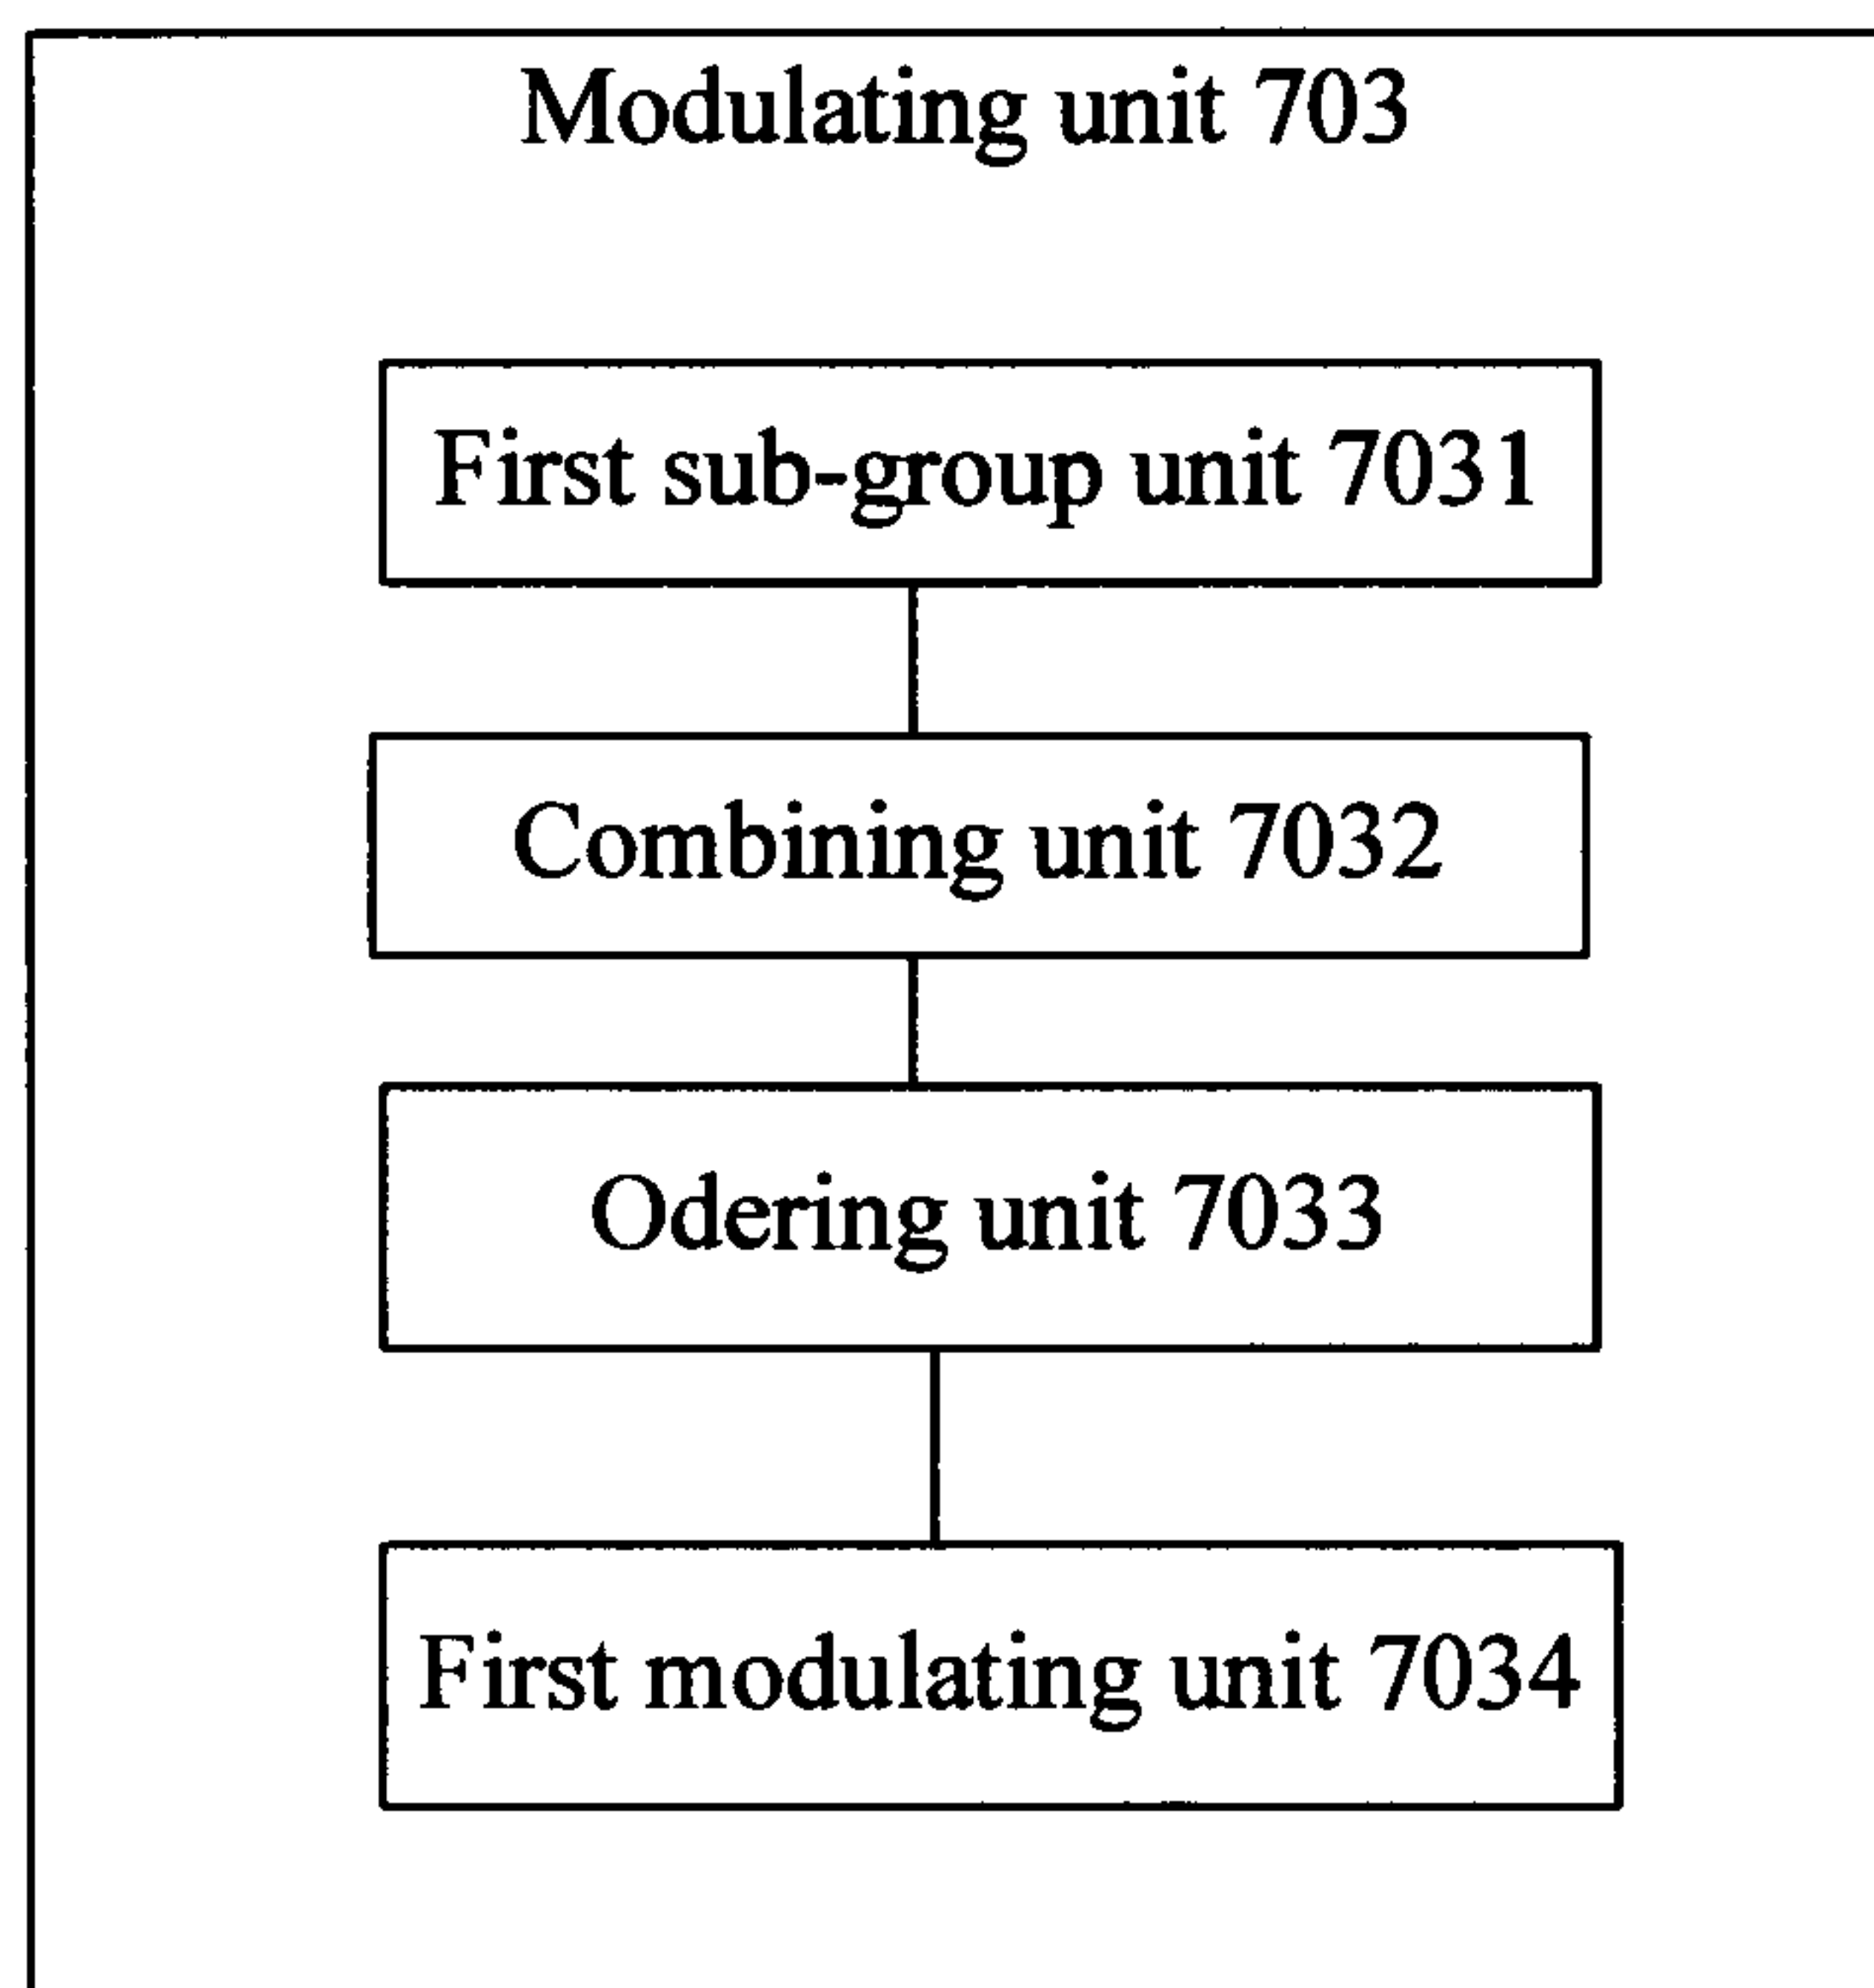 Modulating unit 703
First sub-group unit 7031
Combining unit 7032
Odering unit 7033
First modulating unit 7034